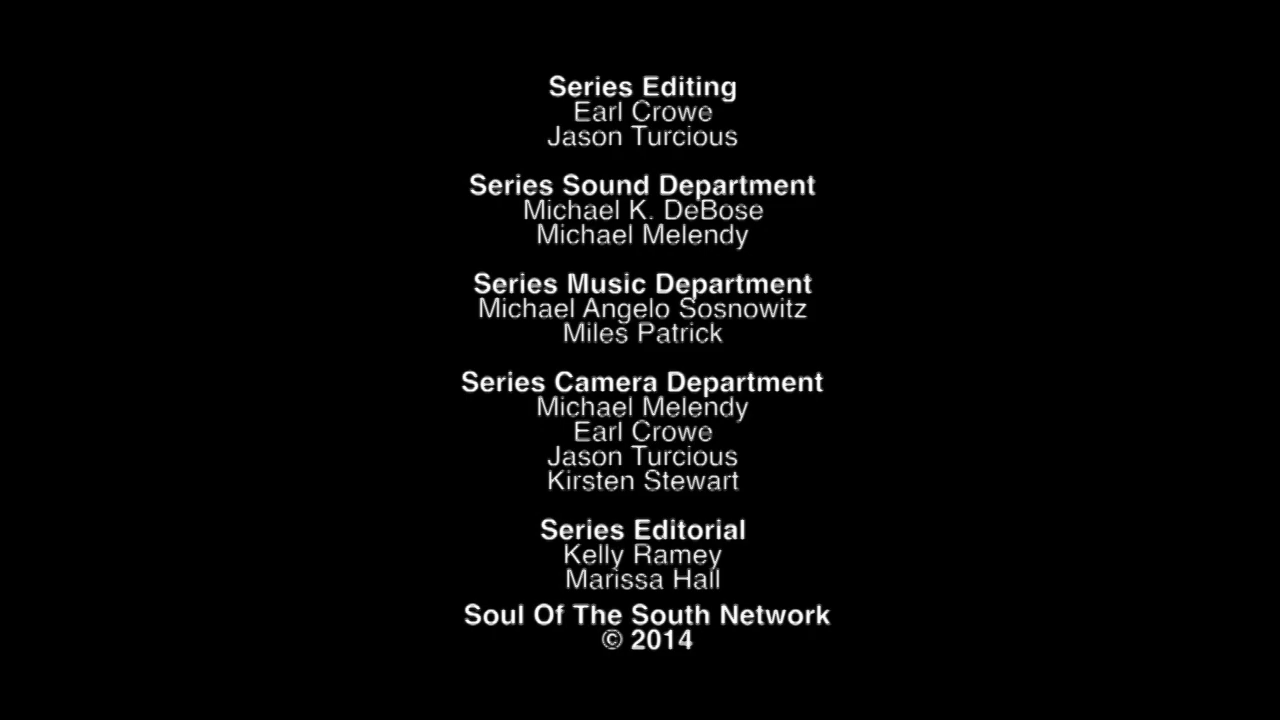 Series Editing
Earl Crowe
Jason Turcious
Series Sound Department
Michael K. DeBose
Michael Melendy
Series Music Department
Michael Angelo Sosnowitz
Miles Patrick
Series Camera Department
Michael Melendy
Earl Crowe
Jason Turcious
Kirsten Stewart
Series Editorial
Kelly Ramey
Marissa Hall
Soul Of The South Network
© 2014